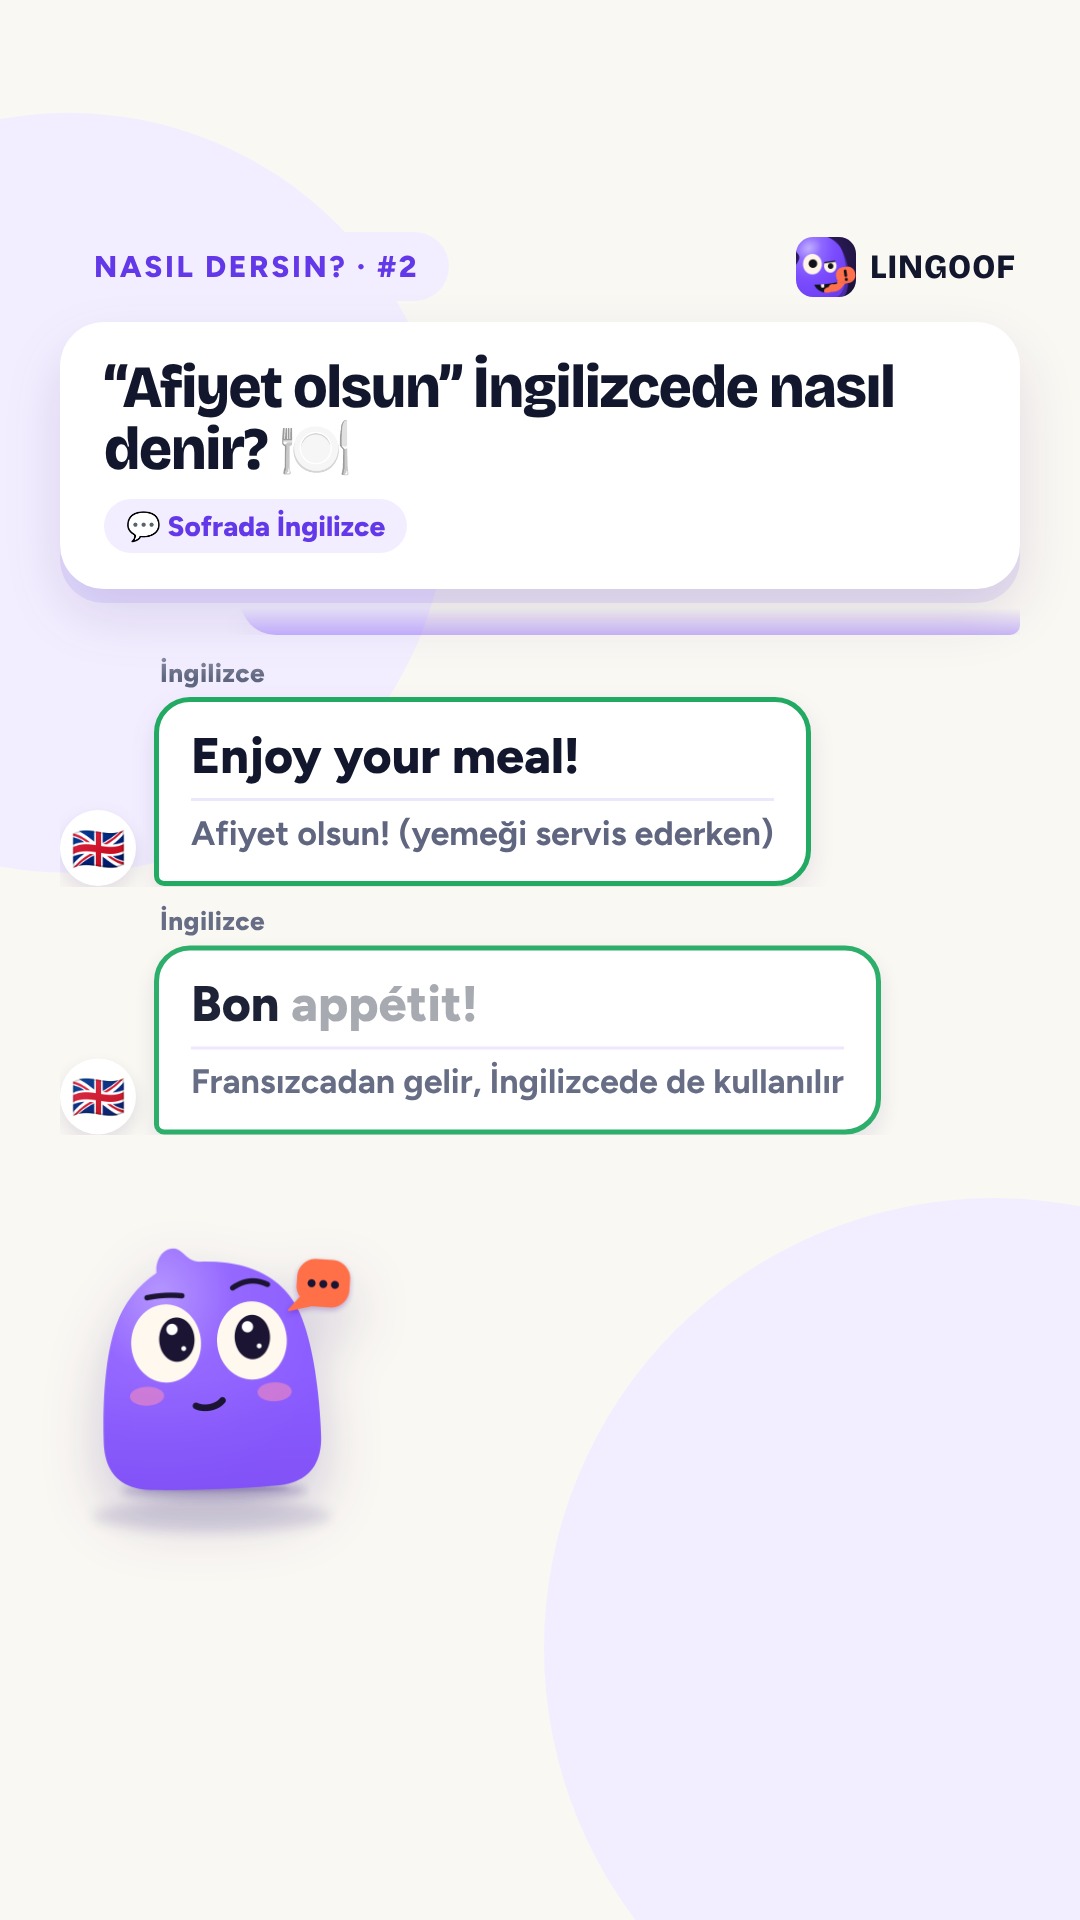 NASIL DERSIN? · #2
LINGOOF
“Afiyet olsun” İngilizcede nasıl
denir? 🍽️
💬 Sofrada İngilizce
İngilizce
Enjoy your meal!
Afiyet olsun! (yemeği servis ederken)
İngilizce
Bon appétit!
Fransızcadan gelir, İngilizcede de kullanılır